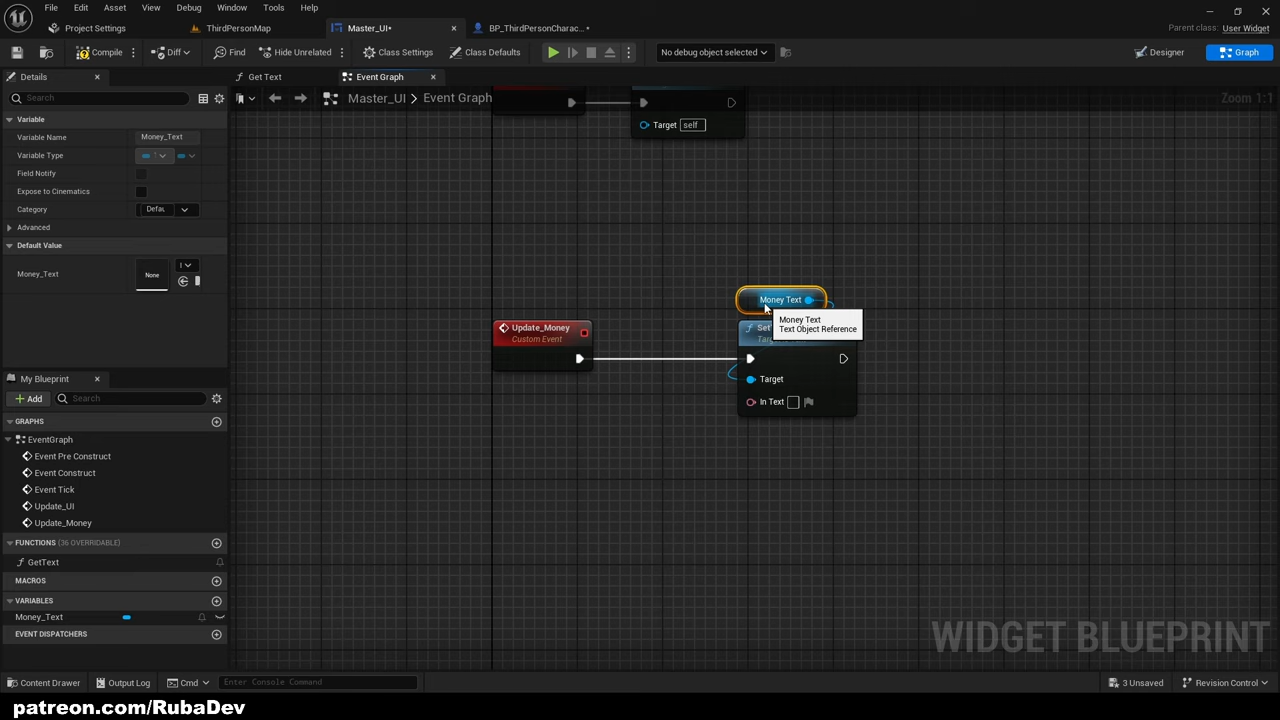 File Edit Asset View Debug Window Tools Help
Parent class: User Widget
Project Settings ThirdPersonMap Master_UI• BP_ThirdPersonCharac...•
Compile Diff Find Hide Unrelated Class Settings Class Defaults No debug object selected Designer Graph
Details Get Text Event Graph
Search
Master_UI > Event Graph Zoom 1:1
Variable
Variable Name Money_Text
Variable Type
Field Notify
Expose to Cinematics
Category Defau
Advanced
Default Value
Money_Text None
Target self
Money Text
Money Text
Text Object Reference
Update_Money
Custom Event
Set
Target
In Text
My Blueprint
Add Search
GRAPHS
EventGraph
Event Pre Construct
Event Construct
Event Tick
Update_UI
Update_Money
FUNCTIONS (36 OVERRIDABLE)
GetText
MACROS
VARIABLES
Money_Text
EVENT DISPATCHERS
WIDGET BLUEPRINT
Content Drawer Output Log Cmd Enter Console Command 3 Unsaved Revision Control
patreon.com/RubaDev